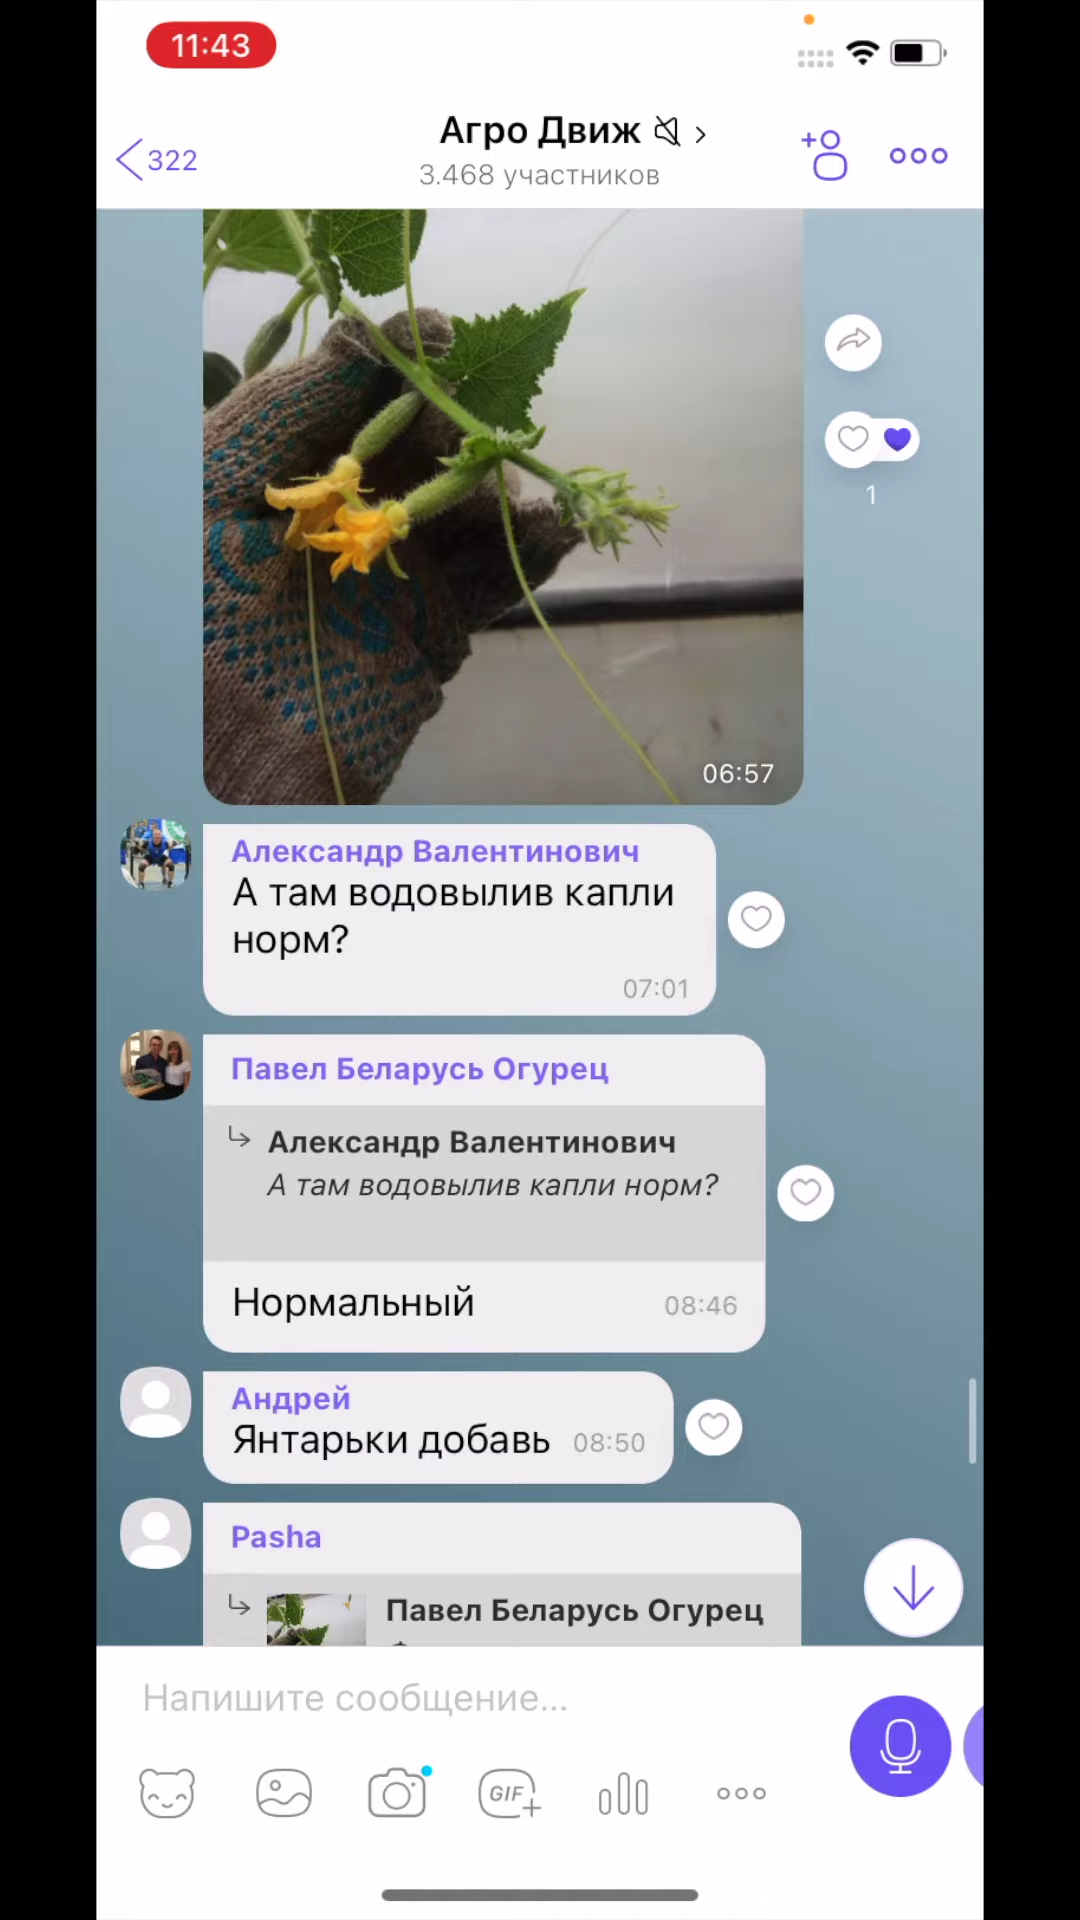 11:43
322
Агро Движ
3.468 участников
1
06:57
Александр Валентинович
А там водовылив капли
норм?
07:01
Павел Беларусь Огурец
Александр Валентинович
А там водовылив капли норм?
Нормальный 08:46
Андрей
Янтарьки добавь 08:50
Pasha
Павел Беларусь Огурец
Напишите сообщение...
GIF